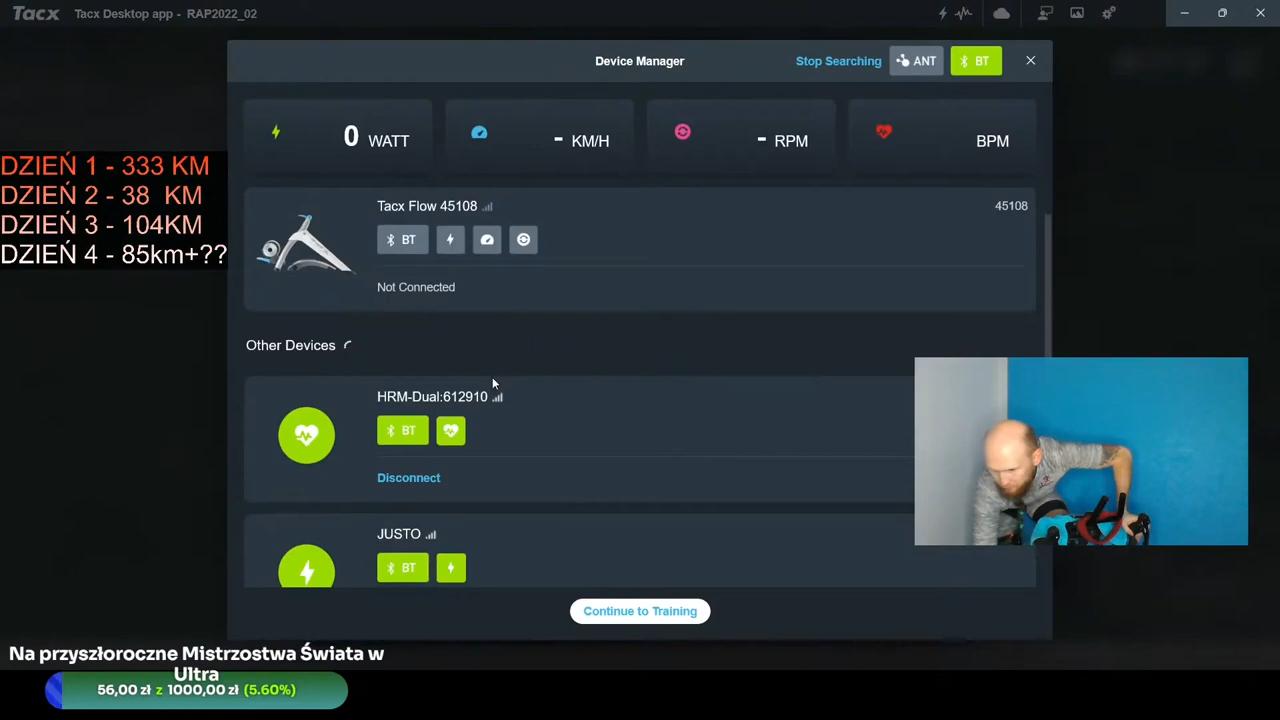 Tacx Tacx Desktop app - RAP2022_02
Device Manager
Stop Searching
ANT
BT
0 WATT
- KM/H
- RPM
BPM
DZIEŃ 1 - 333 KM
DZIEŃ 2 - 38 KM
DZIEŃ 3 - 104KM
DZIEŃ 4 - 85km+??
Tacx Flow 45108
45108
BT
Not Connected
Other Devices
HRM-Dual:612910
BT
Disconnect
JUSTO
BT
Continue to Training
Na przyszłoroczne Mistrzostwa Świata w
Ultra
56,00 zł z 1000,00 zł (5.60%)